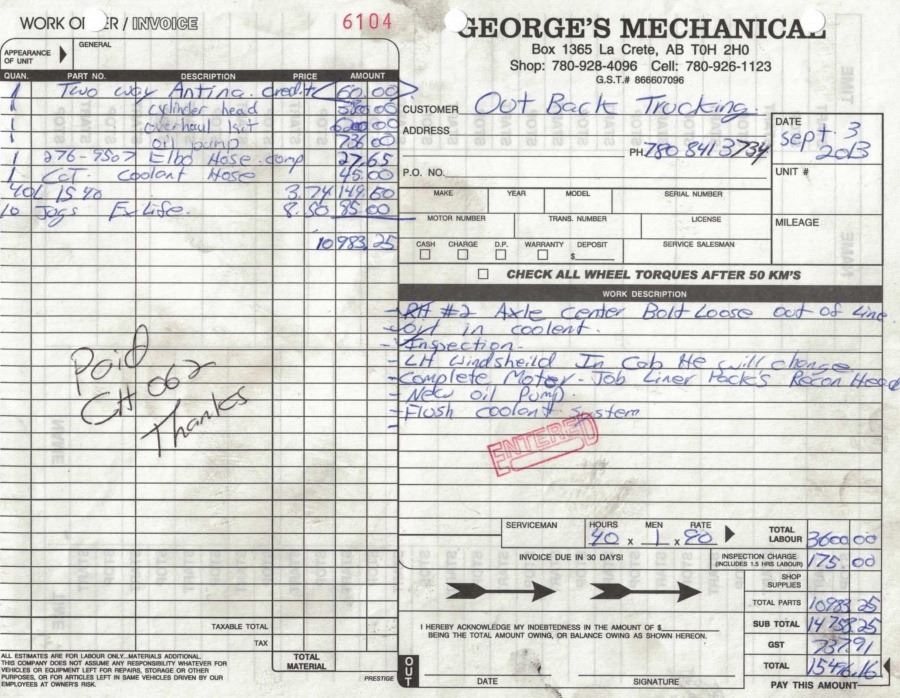 WORK ORDER / INVOICE
6104
GEORGE'S MECHANICAL
Box 1365 La Crete, AB T0H 2H0
Shop: 780-928-4096 Cell: 780-926-1123
G.S.T.# 866607096
APPEARANCE OF UNIT
GENERAL
QUAN. PART NO. DESCRIPTION PRICE AMOUNT
1 Two way Antina. credit 60.00
1 cylinder head
1 overhaul
1 oil pump 736 00
1 276-9507 Elbo Hose comp 27.65
1 CAT. coolant Hose 45.00
40L 15 40 3.74 149.60
10 Jogs Ex Life. 8.50 85.00
10983.25
Paid
CH 062
Thanks
CUSTOMER Out Back Trucking.
ADDRESS
PH. 780 841 3734
P.O. NO.
DATE
Sept 3
2013
UNIT #
MAKE YEAR MODEL SERIAL NUMBER
MOTOR NUMBER TRANS. NUMBER LICENSE
MILEAGE
CASH CHARGE D.P. WARRANTY DEPOSIT SERVICE SALESMAN
$
CHECK ALL WHEEL TORQUES AFTER 50 KM'S
WORK DESCRIPTION
- RH #2 Axle center Bolt Loose out of line
- in coolent.
- Inspection.
- LH Windsheild In Cab He will change
- Complete Moter. Job Liner Pack's Recon Head
- New oil Pump.
- Flush coolant system
ENTERED
SERVICEMAN HOURS MEN RATE TOTAL LABOUR
40 x 1 x 90 3600 00
INVOICE DUE IN 30 DAYS!
INSPECTION CHARGE (INCLUDES 1.5 HRS LABOUR) 175 00
SHOP SUPPLIES
TOTAL PARTS 10983 25
I HEREBY ACKNOWLEDGE MY INDEBTEDNESS IN THE AMOUNT OF $
BEING THE TOTAL AMOUNT OWING, OR BALANCE OWING AS SHOWN HEREON.
SUB TOTAL 14758.25
GST 737.91
TOTAL 15496.16
PAY THIS AMOUNT
TAXABLE TOTAL
TAX
TOTAL MATERIAL
ALL ESTIMATES ARE FOR LABOUR ONLY...MATERIALS ADDITIONAL.
THIS COMPANY DOES NOT ASSUME ANY RESPONSIBILITY WHATEVER FOR
VEHICLES OR EQUIPMENT LEFT FOR REPAIRS, STORAGE OR OTHER
PURPOSES, OR FOR ARTICLES LEFT IN SAME VEHICLES DRIVEN BY OUR
EMPLOYEES AT OWNER'S RISK.
PRESTIGE
OUT
DATE
SIGNATURE